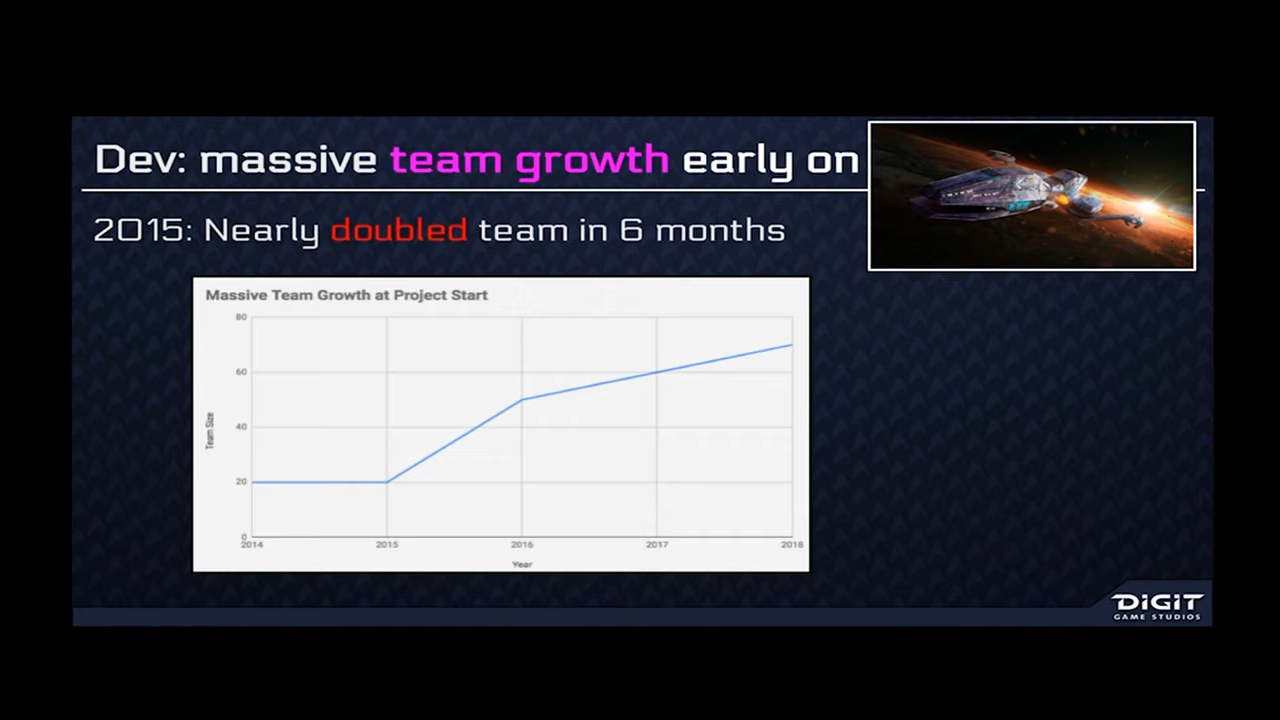 Dev: massive team growth early on
2015: Nearly doubled team in 6 months
Massive Team Growth at Project Start
80
60
40
20
0
Team Size
2014 2015 2016 2017 2018
Year
DIGIT
GAME STUDIOS